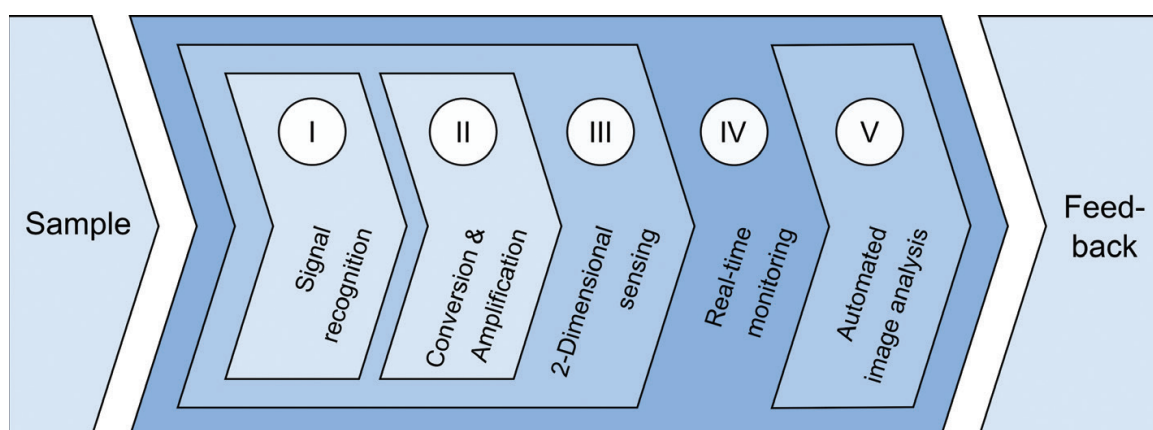 Sample
I
Signal
recognition
II
Conversion &
Amplification
III
2-Dimensional
sensing
IV
Real-time
monitoring
V
Automated
image analysis
Feed-
back